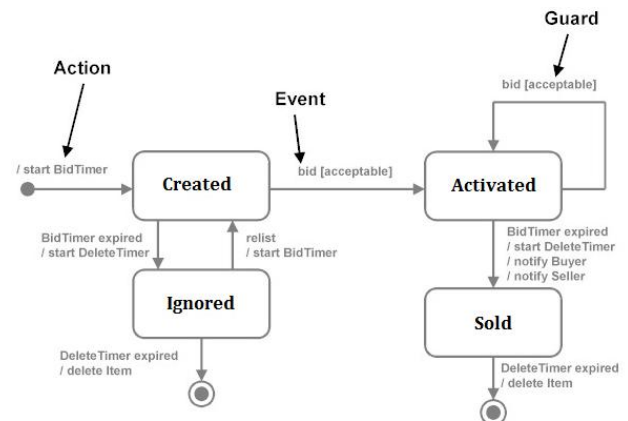 Guard
Action
bid [acceptable]
Event
/ start BidTimer
Created
bid [acceptable]
Activated
BidTimer expired
/ start DeleteTimer
relist
/ start BidTimer
BidTimer expired
/ start DeleteTimer
/ notify Buyer
/ notify Seller
Ignored
Sold
DeleteTimer expired
/ delete Item
DeleteTimer expired
/ delete Item